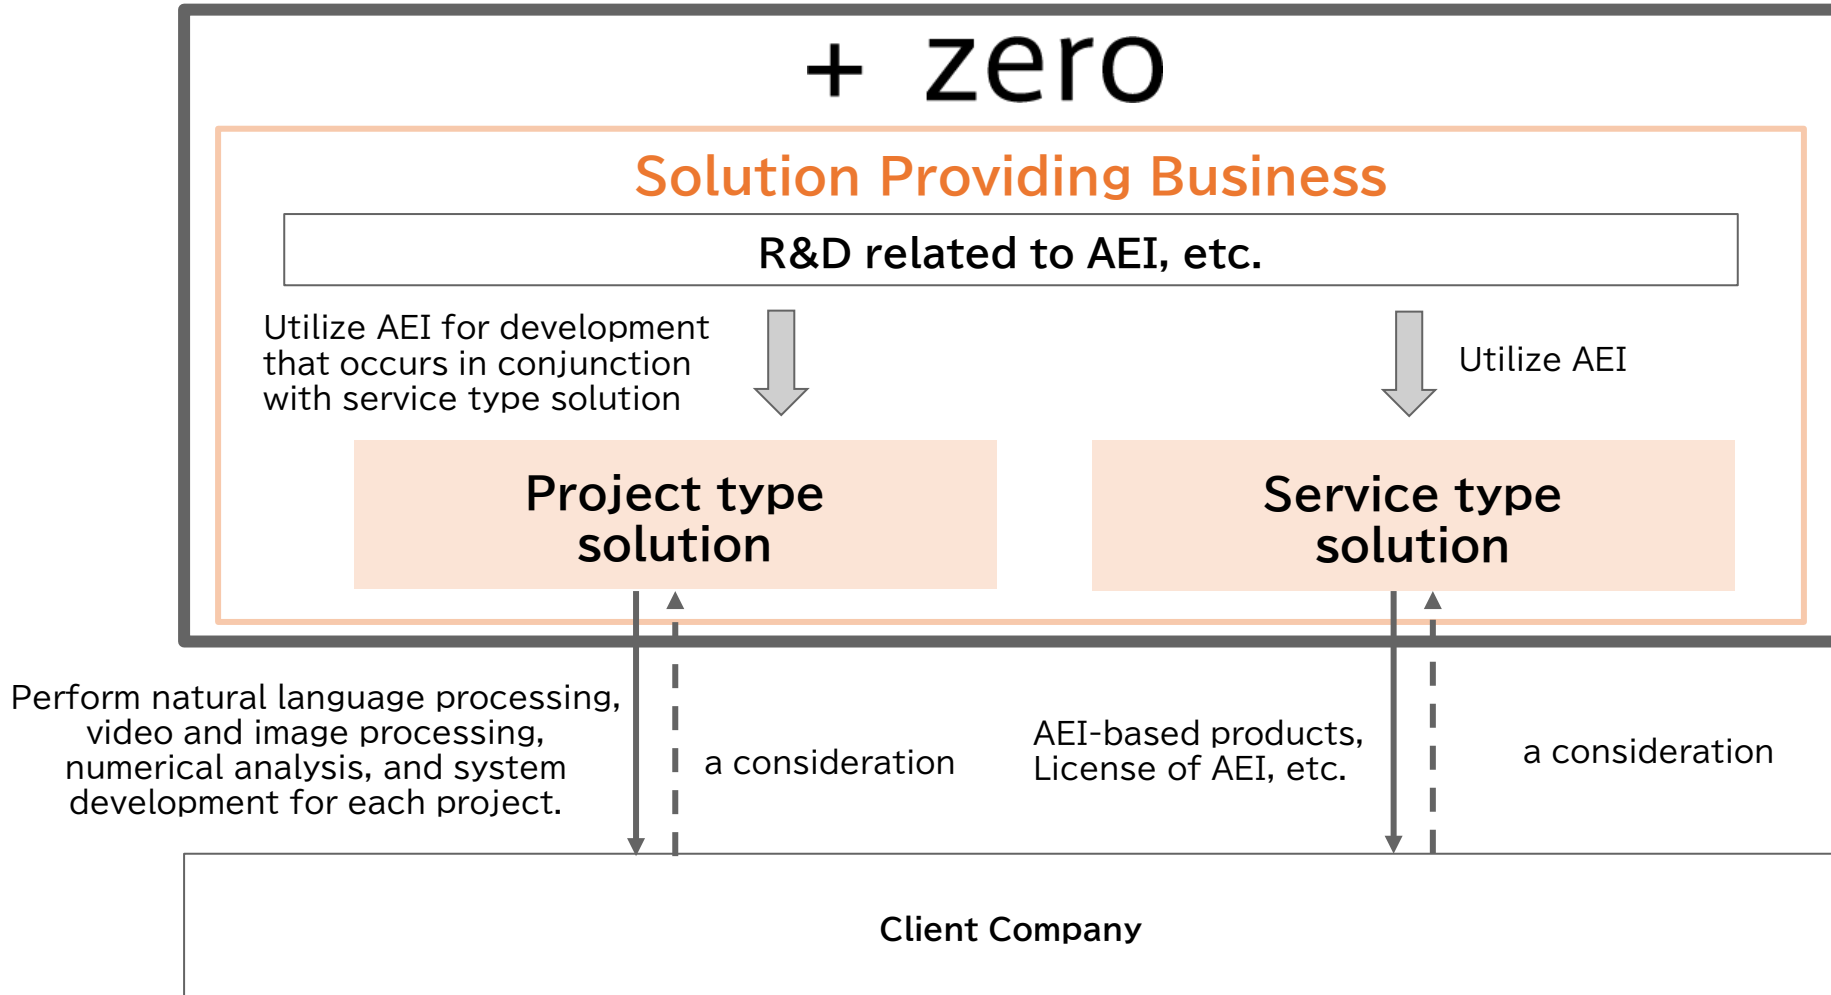 + zero
Solution Providing Business
R&D related to AEI, etc.
Utilize AEI for development
that occurs in conjunction
with service type solution
Utilize AEI
Project type
solution
Service type
solution
Perform natural language processing,
video and image processing,
numerical analysis, and system
development for each project.
a consideration
AEI-based products,
License of AEI, etc.
a consideration
Client Company